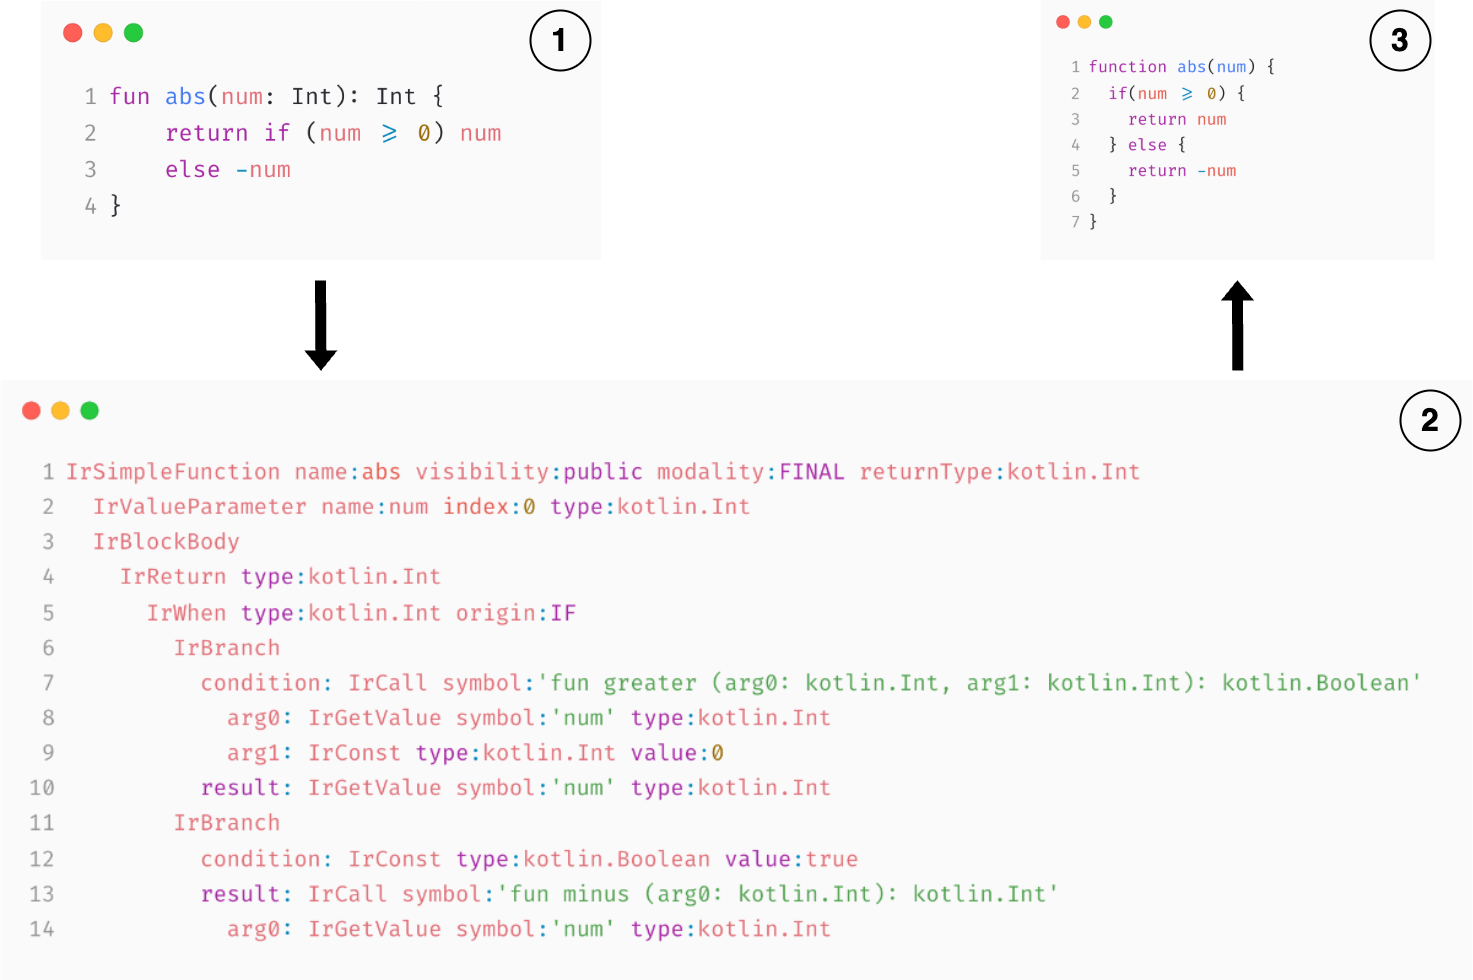 1
1 fun abs(num: Int): Int {
2     return if (num ⩾ 0) num
3     else -num
4 }
3
1 function abs(num) {
2   if(num ⩾ 0) {
3     return num
4   } else {
5     return -num
6   }
7 }
2
1 IrSimpleFunction name:abs visibility:public modality:FINAL returnType:kotlin.Int
2   IrValueParameter name:num index:0 type:kotlin.Int
3   IrBlockBody
4     IrReturn type:kotlin.Int
5       IrWhen type:kotlin.Int origin:IF
6         IrBranch
7           condition: IrCall symbol:'fun greater (arg0: kotlin.Int, arg1: kotlin.Int): kotlin.Boolean'
8             arg0: IrGetValue symbol:'num' type:kotlin.Int
9             arg1: IrConst type:kotlin.Int value:0
10           result: IrGetValue symbol:'num' type:kotlin.Int
11         IrBranch
12           condition: IrConst type:kotlin.Boolean value:true
13           result: IrCall symbol:'fun minus (arg0: kotlin.Int): kotlin.Int'
14             arg0: IrGetValue symbol:'num' type:kotlin.Int